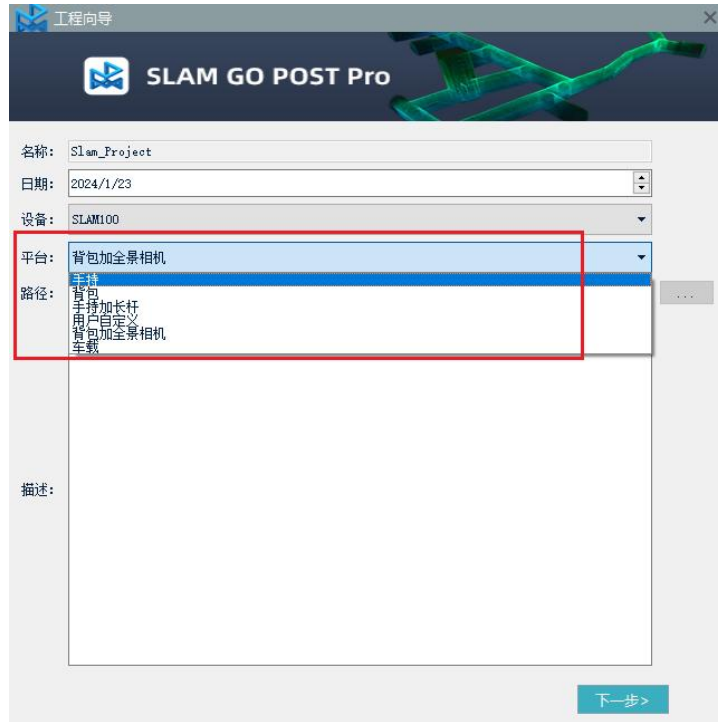 工程向导
SLAM GO POST Pro
名称: Slam_Project
日期: 2024/1/23
设备: SLAM100
平台: 背包加全景相机
手持
路径: 背包
...
手持加长杆
用户自定义
背包加全景相机
车载
描述:
下一步>